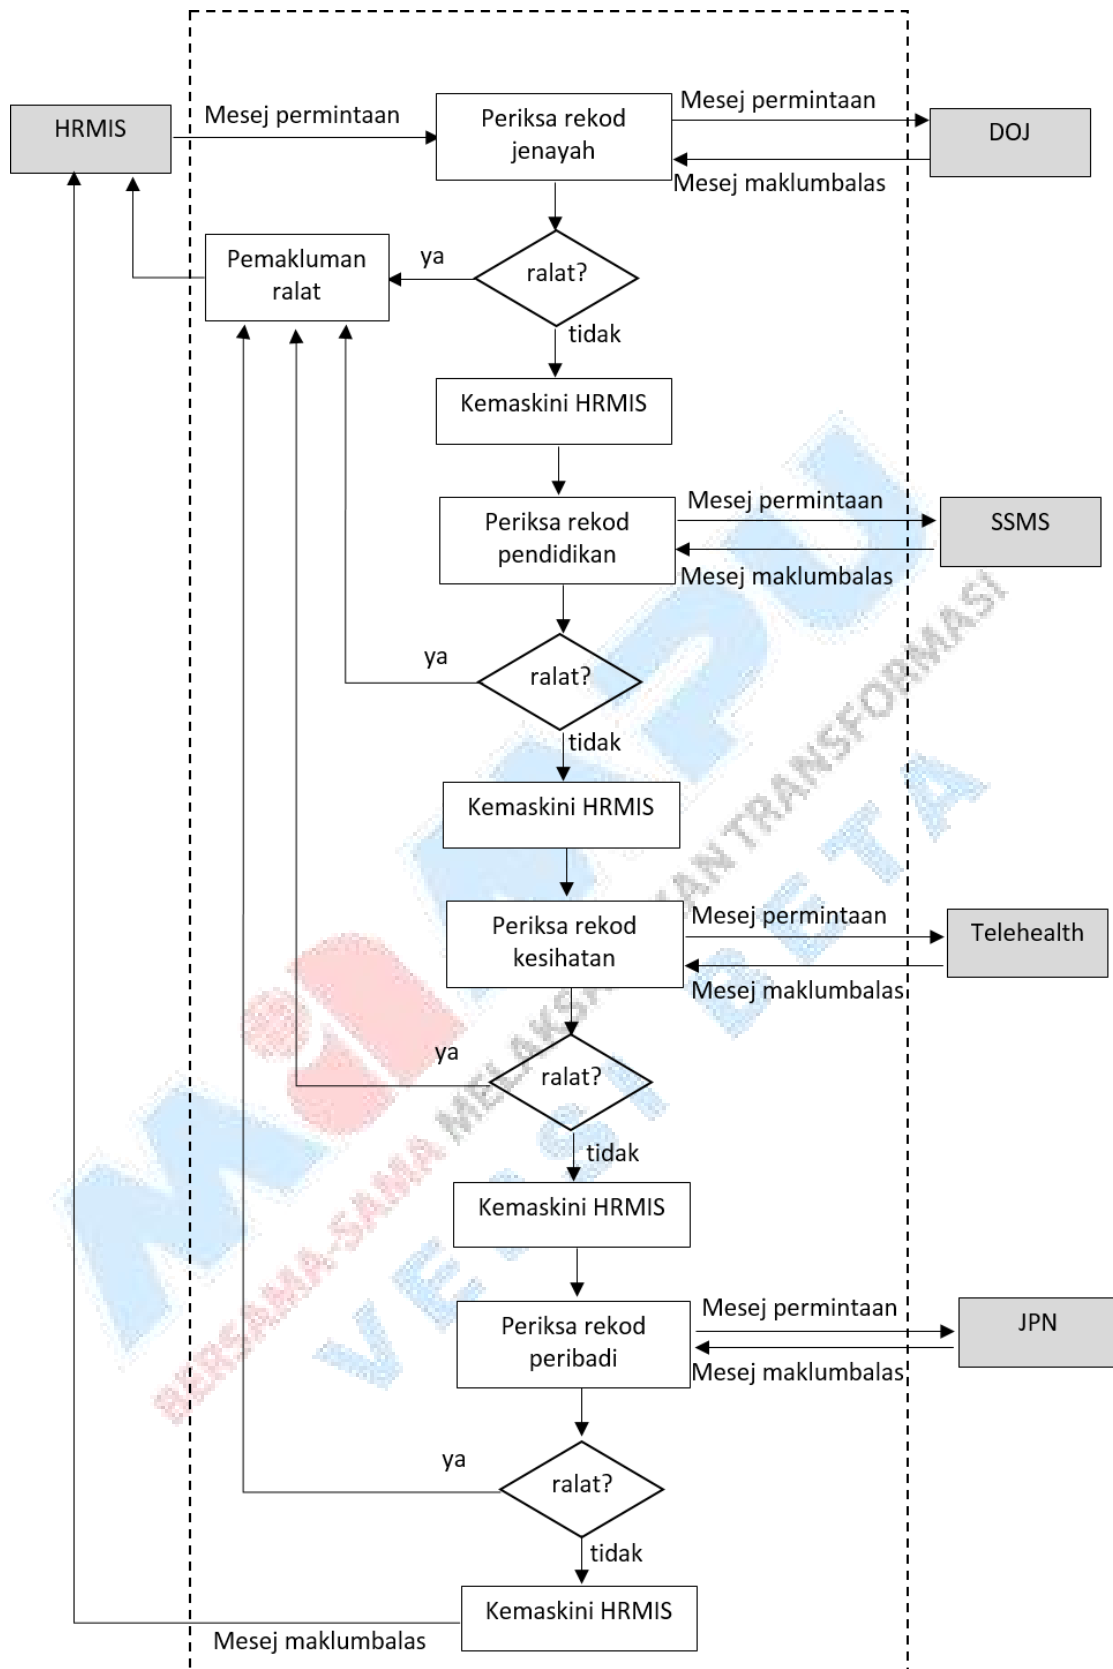 HRMIS
Mesej permintaan
Periksa rekod
jenayah
Mesej permintaan
DOJ
Mesej maklumbalas
Pemakluman
ralat
ya
ralat?
tidak
Kemaskini HRMIS
Periksa rekod
pendidikan
Mesej permintaan
SSMS
Mesej maklumbalas
ya
ralat?
tidak
Kemaskini HRMIS
Periksa rekod
kesihatan
Mesej permintaan
Telehealth
Mesej maklumbalas
ya
ralat?
tidak
Kemaskini HRMIS
Periksa rekod
peribadi
Mesej permintaan
JPN
Mesej maklumbalas
ya
ralat?
tidak
Kemaskini HRMIS
Mesej maklumbalas
MAMPU
BERSAMA-SAMA MELAKSANAKAN TRANSFORMASI
VERSI BETA